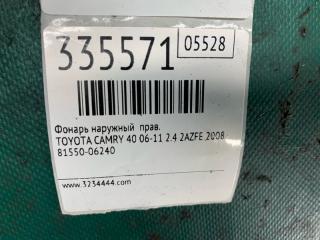 335571
05528
Фонарь наружный прав.
TOYOTA CAMRY 40 06-11 2.4 2AZFE 2008
81550-06240
www.3234444.com